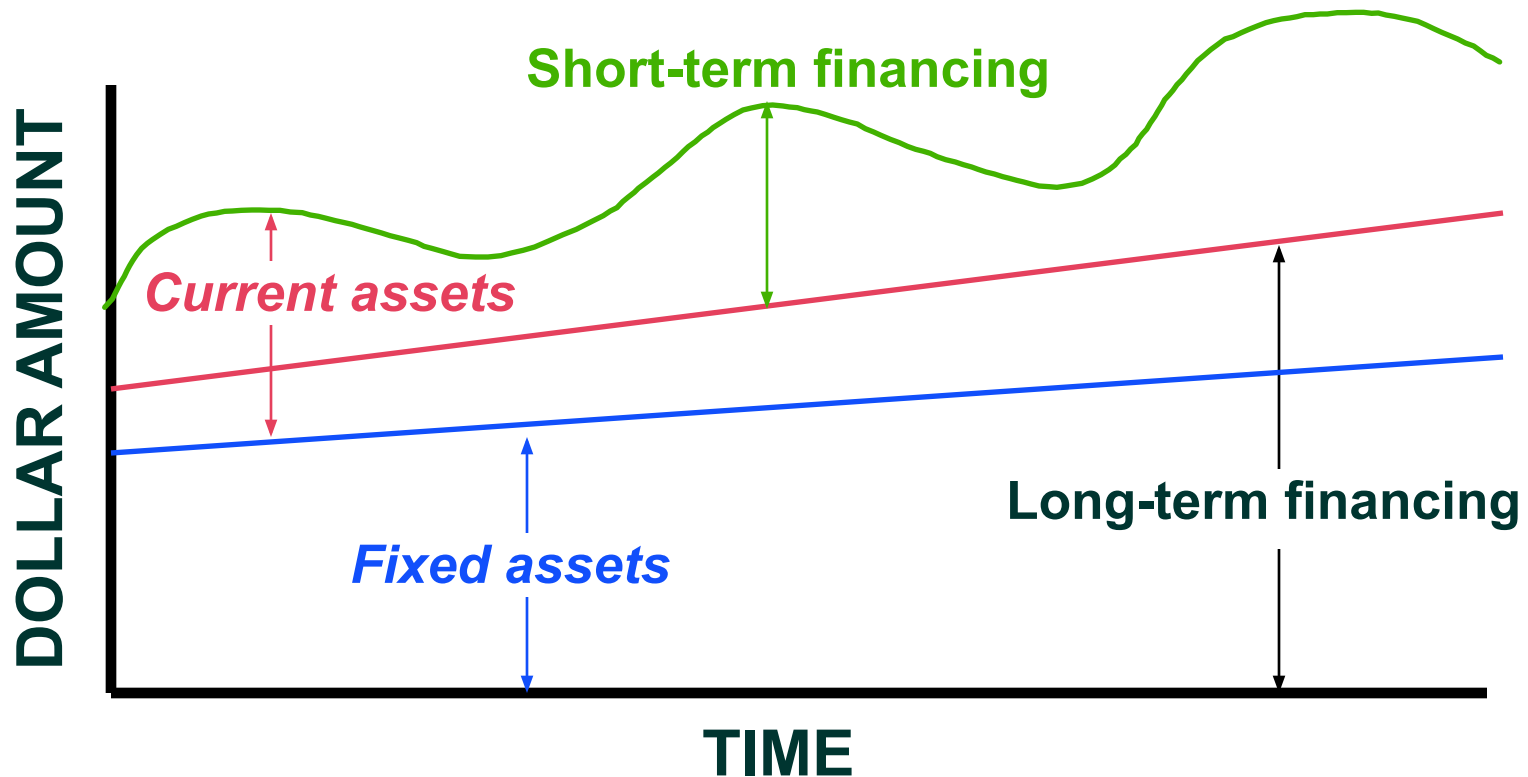 Short-term financing
DOLLAR AMOUNT
Current assets
Long-term financing
Fixed assets
TIME